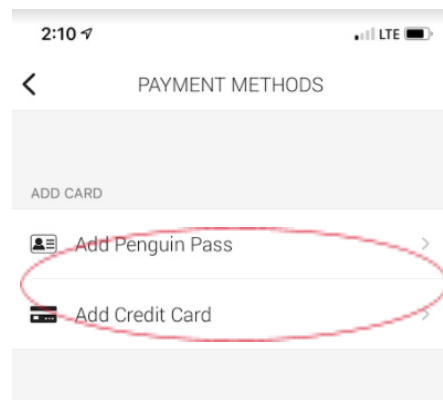 2:10 LTE
PAYMENT METHODS
ADD CARD
Add Penguin Pass
Add Credit Card